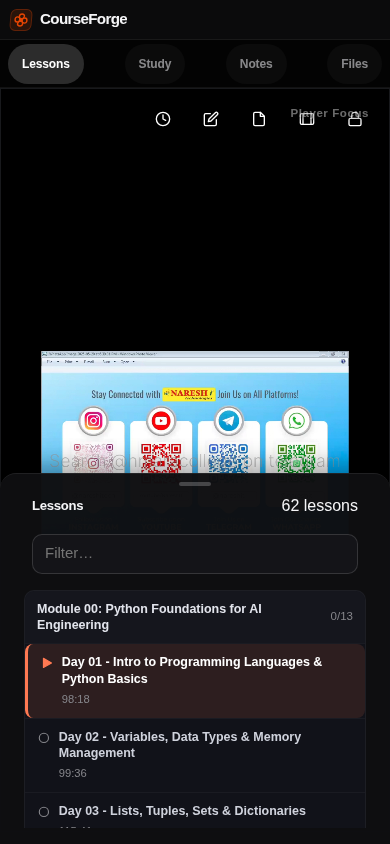 CourseForge
Lessons
Study
Notes
Files
Player Focus
Stay Connected with NARESH i Technologies Join Us on All Platforms!
Lessons
62 lessons
Filter…
Module 00: Python Foundations for AI
Engineering
0/13
Day 01 - Intro to Programming Languages &
Python Basics
98:18
Day 02 - Variables, Data Types & Memory
Management
99:36
Day 03 - Lists, Tuples, Sets & Dictionaries